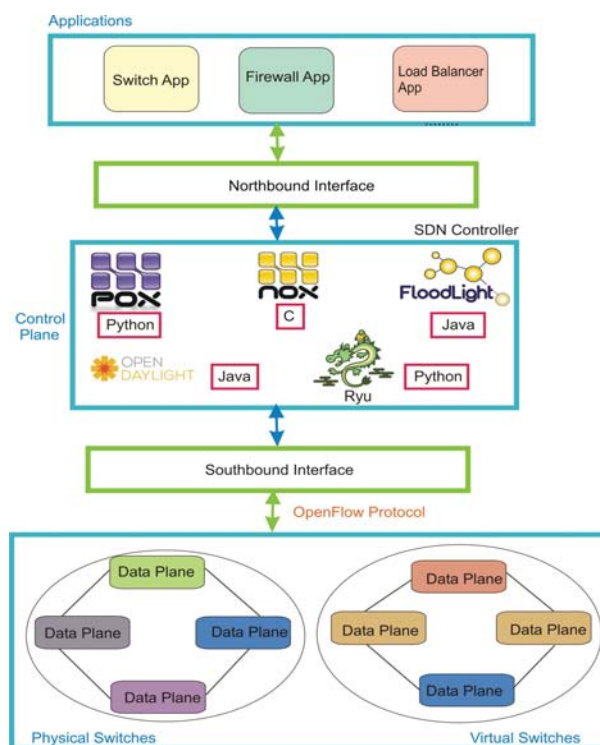 Applications
Switch App
Firewall App
Load Balancer
App
........
Northbound Interface
SDN Controller
POX
nox
FLOODLIGHT
Control
Plane
Python
C
Java
OPEN
DAYLIGHT
Java
Ryu
Python
Southbound Interface
OpenFlow Protocol
Data Plane
Data Plane
Data Plane
Data Plane
Data Plane
Data Plane
Data Plane
Data Plane
Physical Switches
Virtual Switches